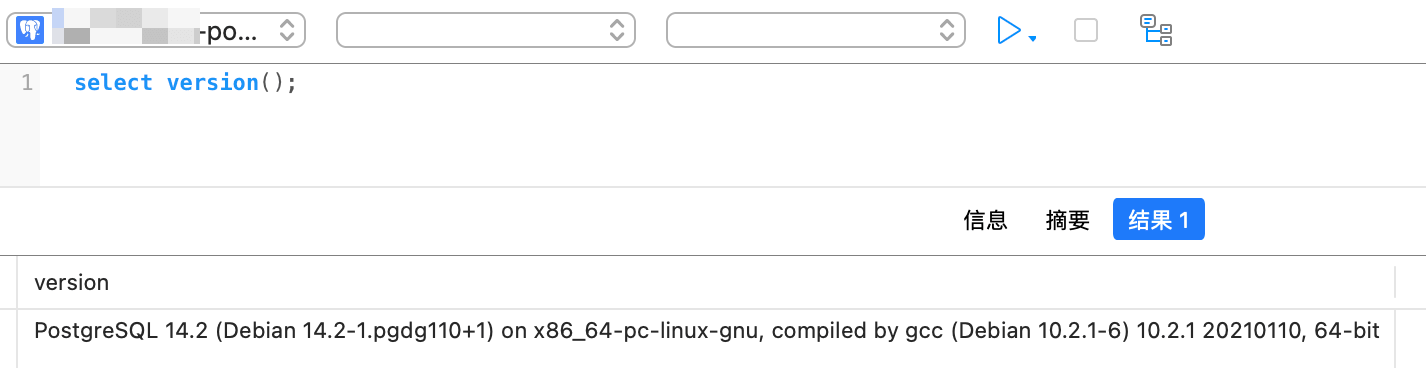 -po...
1 select version();
信息 摘要 结果 1
version
PostgreSQL 14.2 (Debian 14.2-1.pgdg110+1) on x86_64-pc-linux-gnu, compiled by gcc (Debian 10.2.1-6) 10.2.1 20210110, 64-bit